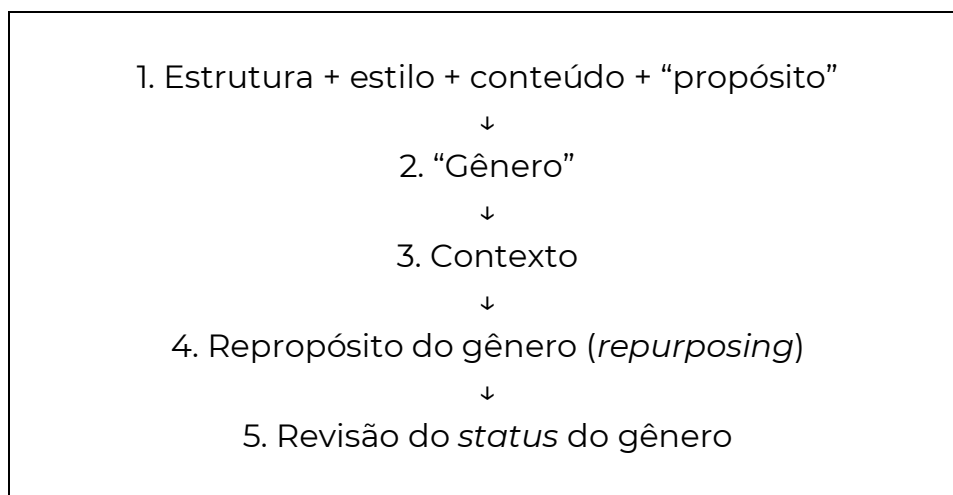 1. Estrutura + estilo + conteúdo + “propósito”
↓
2. “Gênero”
↓
3. Contexto
↓
4. Repropósito do gênero (repurposing)
↓
5. Revisão do status do gênero